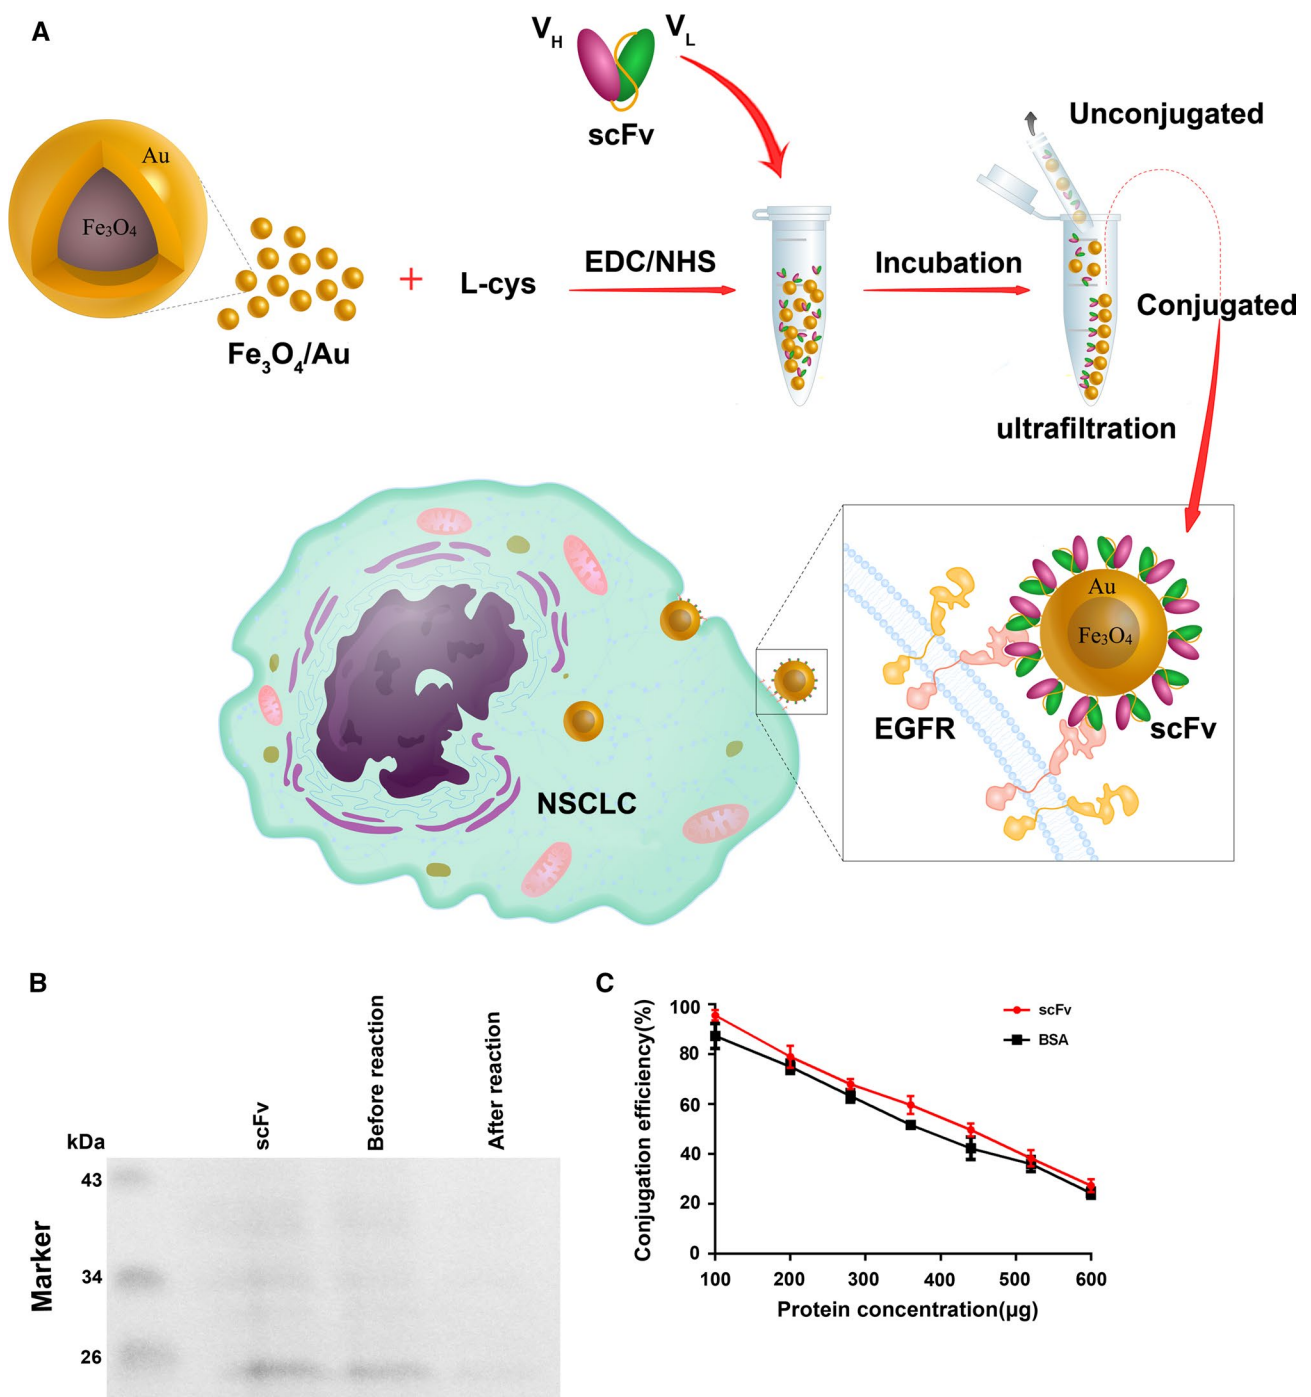 A
V_H
V_L
scFv
Au
Fe₃O₄
Fe₃O₄/Au
+
L-cys
EDC/NHS
Incubation
Unconjugated
Conjugated
ultrafiltration
NSCLC
EGFR
Au
Fe₃O₄
scFv
B
kDa
scFv
Before reaction
After reaction
Marker
43
34
26
C
Conjugation efficiency(%)
100
80
60
40
20
0
scFv
BSA
100
200
300
400
500
600
Protein concentration(μg)